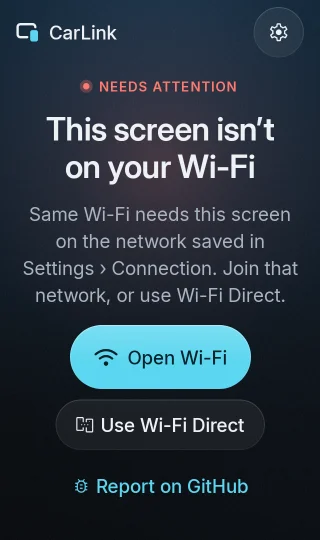 CarLink
NEEDS ATTENTION
This screen isn’t
on your Wi-Fi
Same Wi-Fi needs this screen
on the network saved in
Settings › Connection. Join that
network, or use Wi-Fi Direct.
Open Wi-Fi
Use Wi-Fi Direct
Report on GitHub